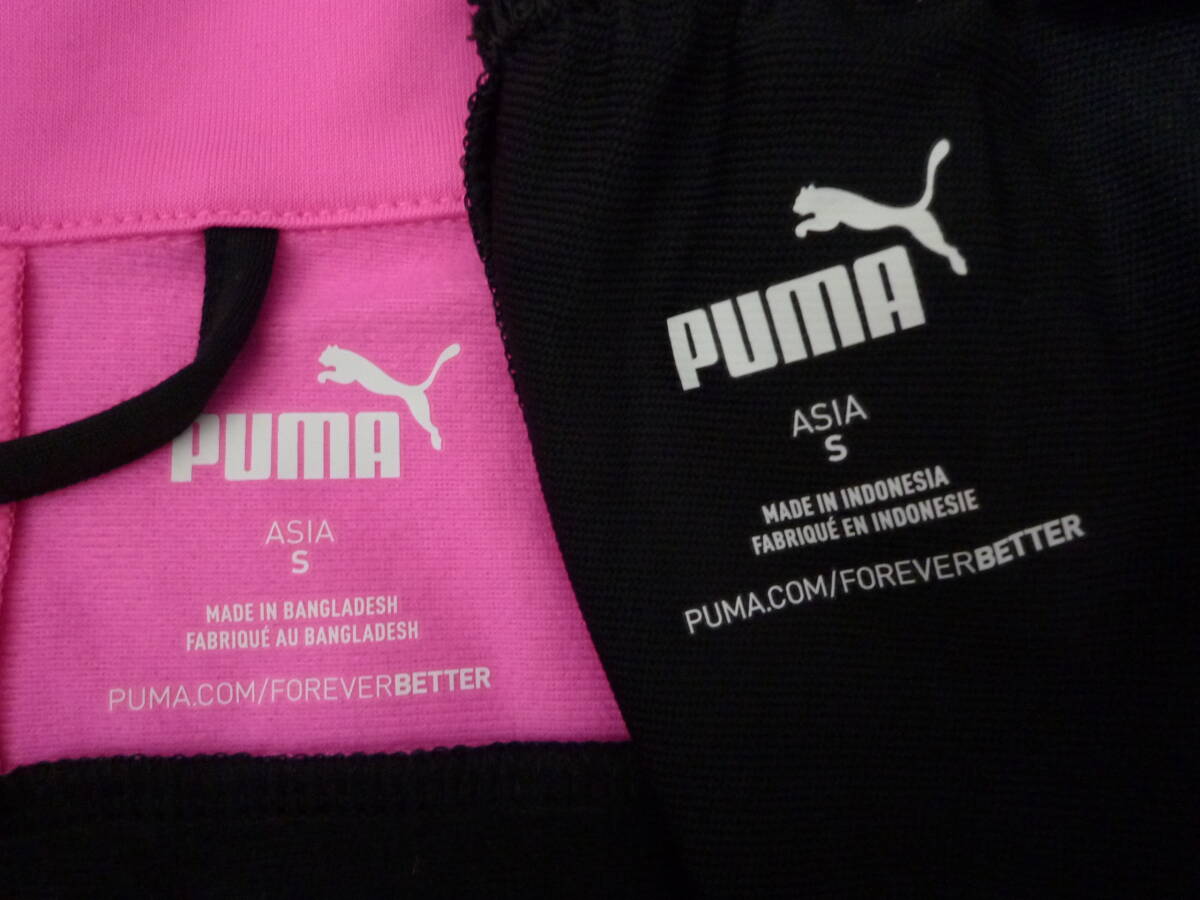 PUMA
ASIA
S
MADE IN BANGLADESH
FABRIQUÉ AU BANGLADESH
PUMA.COM/FOREVERBETTER
PUMA
ASIA
S
MADE IN INDONESIA
FABRIQUÉ EN INDONESIE
PUMA.COM/FOREVERBETTER